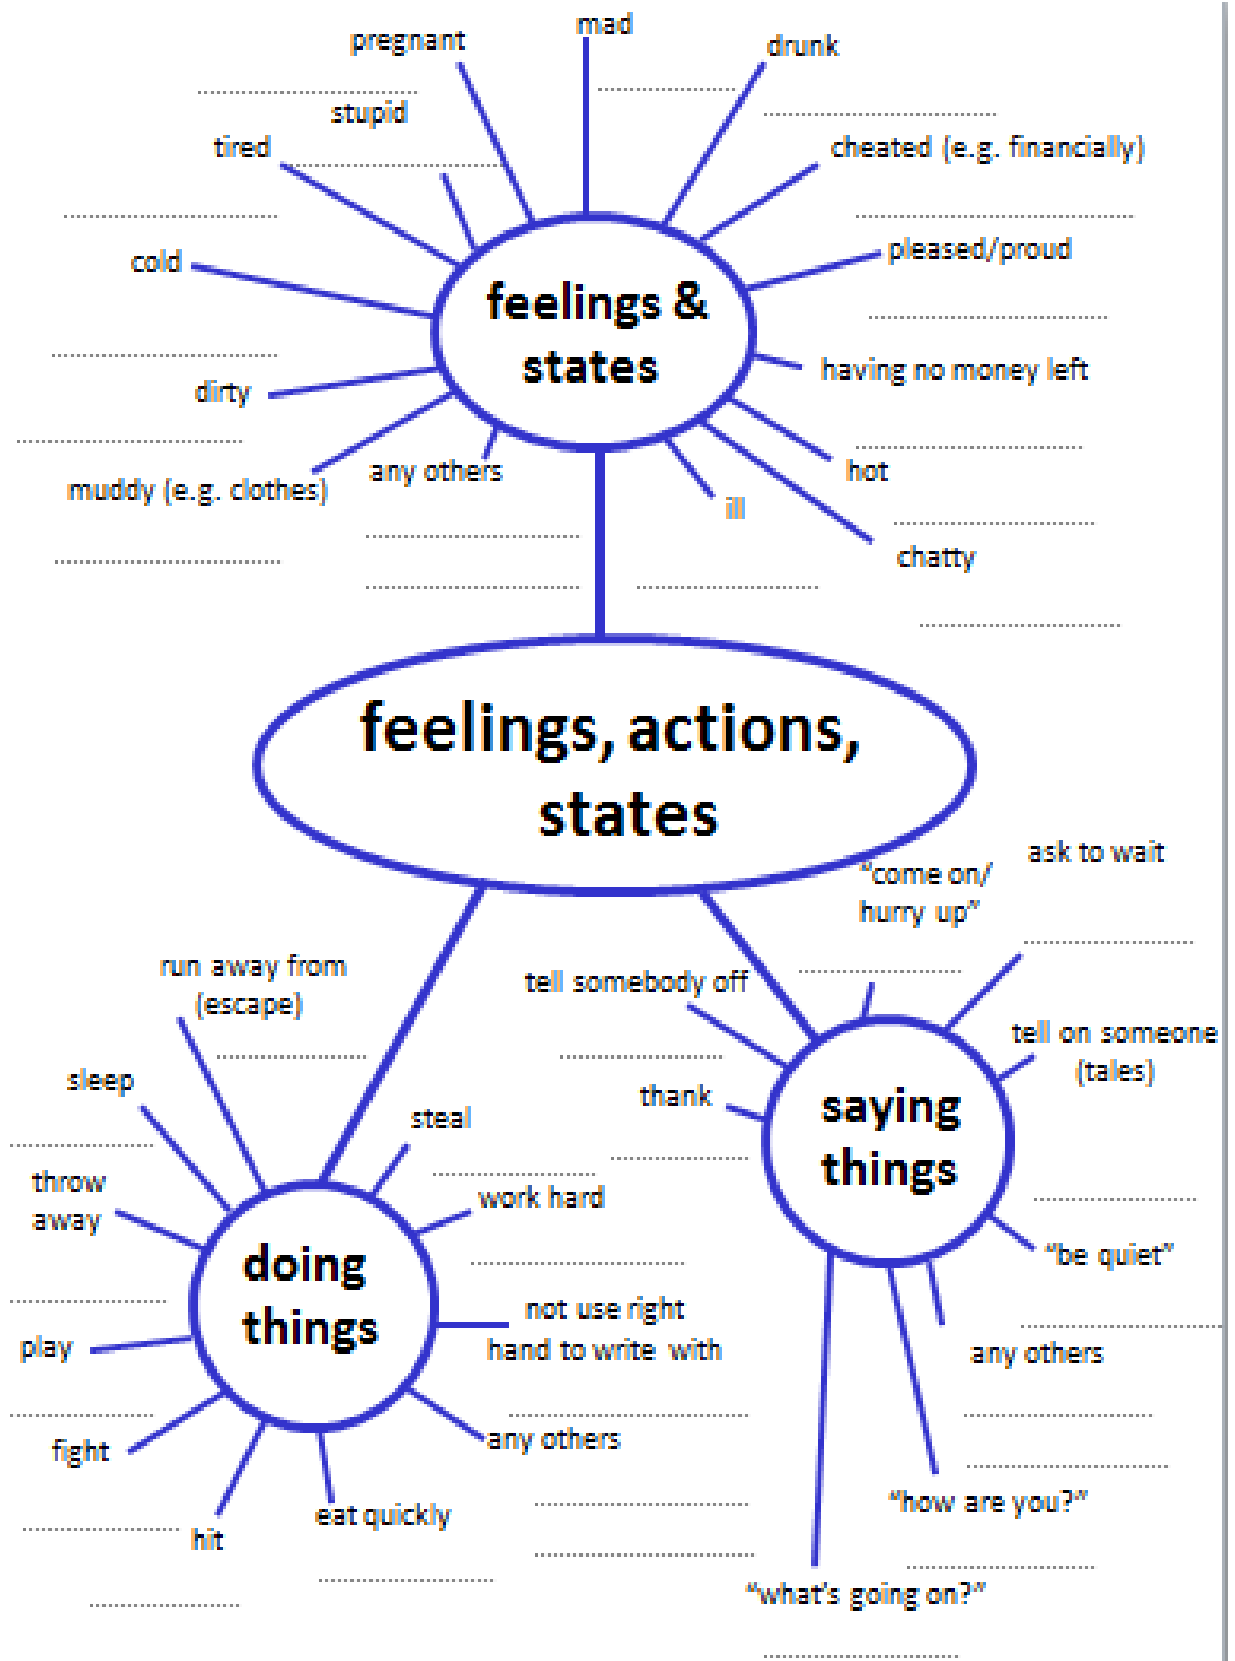 mad
pregnant
drunk
stupid
tired
cheated (e.g. financially)
cold
pleased/proud
feelings &
states
having no money left
dirty
any others
hot
muddy (e.g. clothes)
ill
chatty
feelings, actions,
states
ask to wait
"come on/
hurry up"
run away from
(escape)
tell somebody off
tell on someone
(tales)
sleep
thank
saying
things
steal
throw
away
work hard
"be quiet"
doing
things
not use right
hand to write with
play
any others
fight
any others
"how are you?"
eat quickly
hit
"what's going on?"